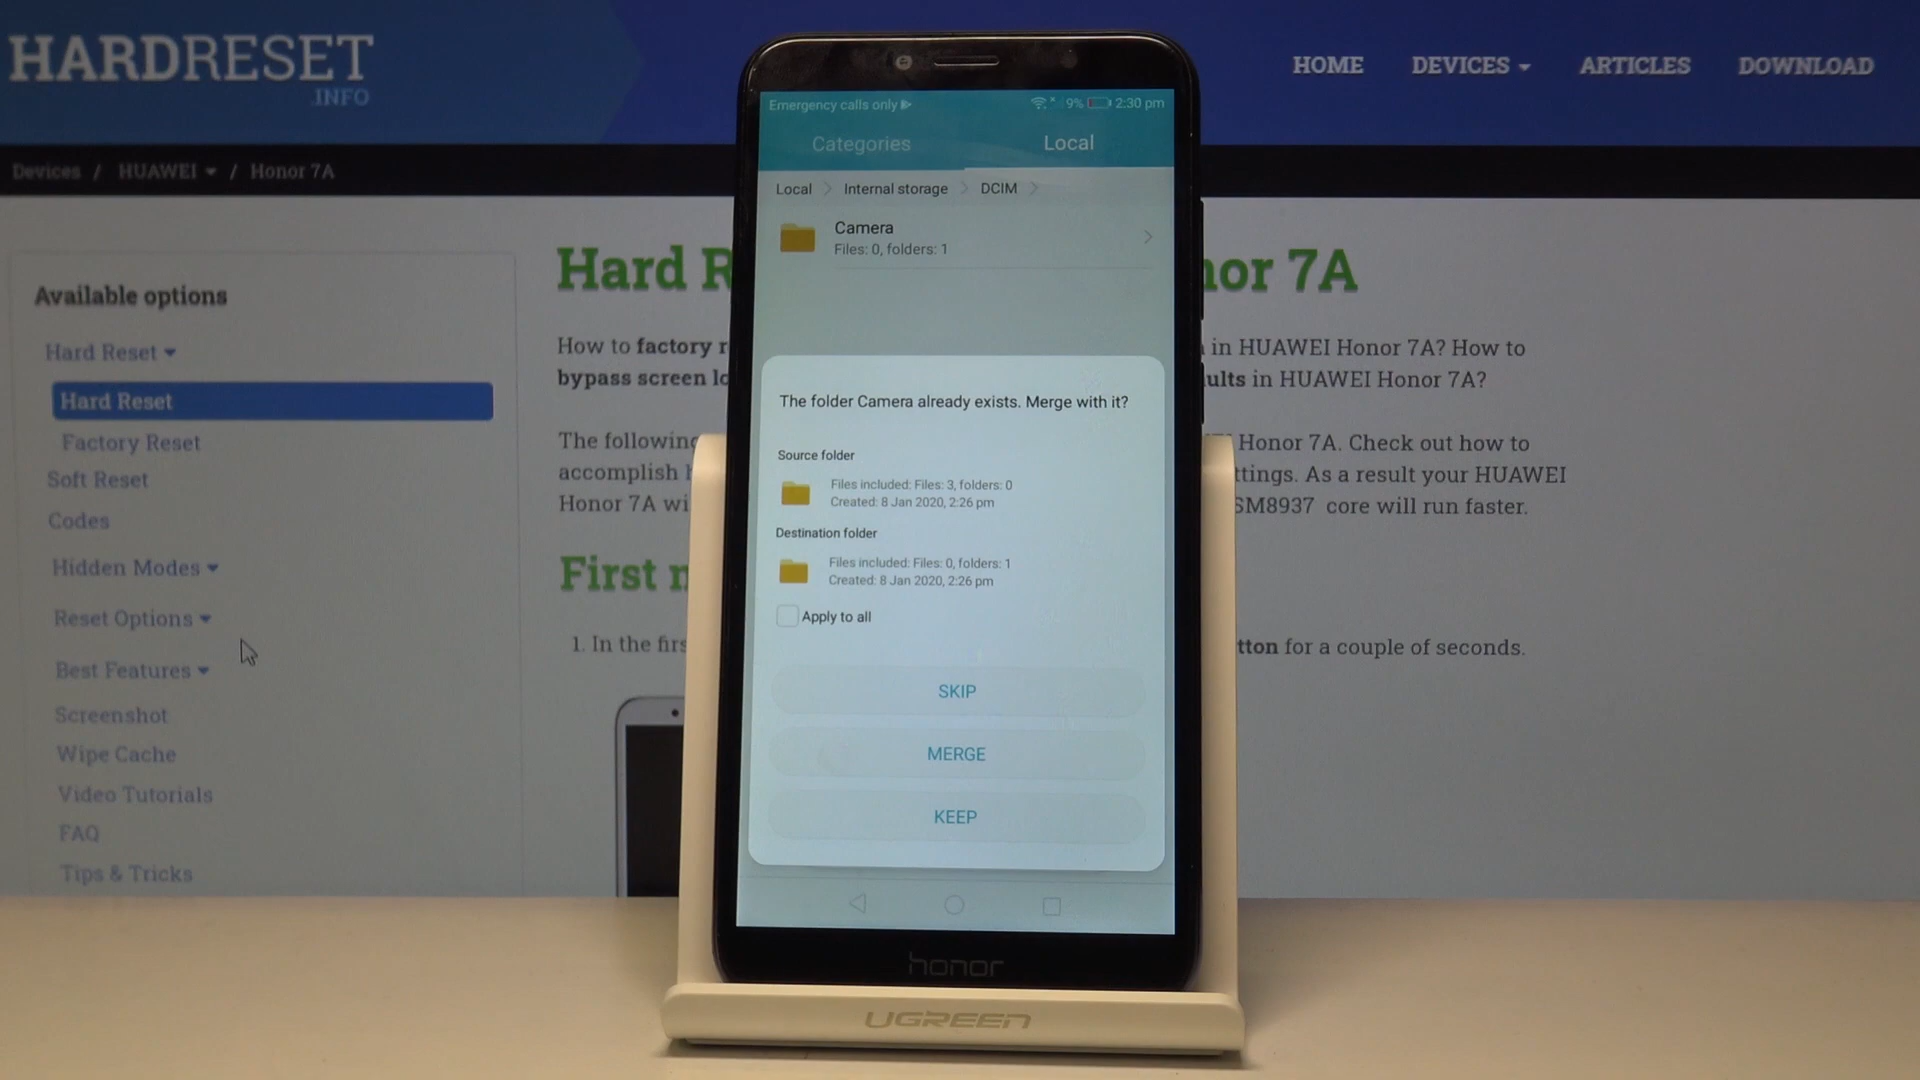 HARDRESET
.INFO
HOME DEVICES ARTICLES DOWNLOAD
Devices / HUAWEI / Honor 7A
Available options
Hard Reset
Hard Reset
Factory Reset
Soft Reset
Codes
Hidden Modes
Reset Options
Best Features
Screenshot
Wipe Cache
Video Tutorials
FAQ
Tips & Tricks
Hard R
nor 7A
How to factory r
in HUAWEI Honor 7A? How to
bypass screen lo
ults in HUAWEI Honor 7A?
The following
Honor 7A. Check out how to
accomplish
ttings. As a result your HUAWEI
Honor 7A wi
SM8937 core will run faster.
First
1. In the firs
tton for a couple of seconds.
Emergency calls only 9% 2:30 pm
Categories Local
Local Internal storage DCIM
Camera
Files: 0, folders: 1
The folder Camera already exists. Merge with it?
Source folder
Files included: Files: 3, folders: 0
Created: 8 Jan 2020, 2:26 pm
Destination folder
Files included: Files: 0, folders: 1
Created: 8 Jan 2020, 2:26 pm
Apply to all
SKIP
MERGE
KEEP
honor
UGREEN